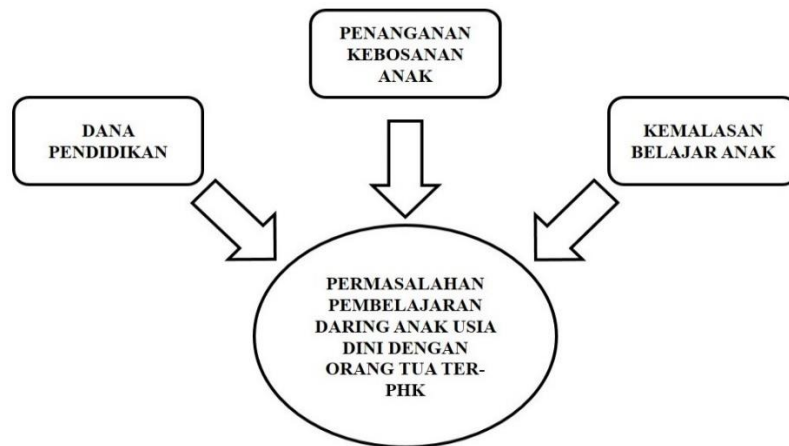 PENANGANAN
KEBOSANAN
ANAK
DANA
PENDIDIKAN
KEMALASAN
BELAJAR ANAK
PERMASALAHAN
PEMBELAJARAN
DARING ANAK USIA
DINI DENGAN
ORANG TUA TER-
PHK